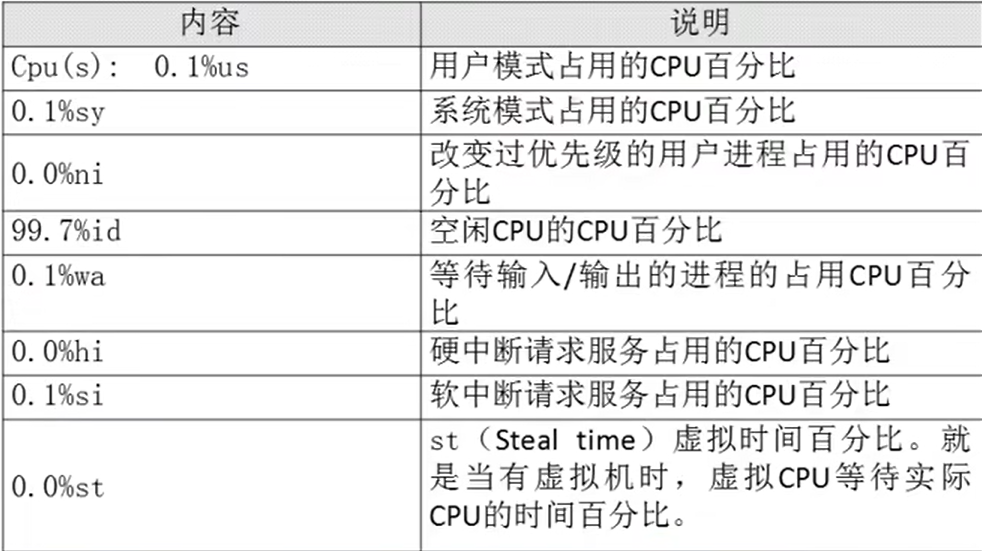 内容 说明
Cpu(s): 0.1%us 用户模式占用的CPU百分比
0.1%sy 系统模式占用的CPU百分比
0.0%ni 改变过优先级的用户进程占用的CPU百
分比
99.7%id 空闲CPU的CPU百分比
0.1%wa 等待输入/输出的进程的占用CPU百分
比
0.0%hi 硬中断请求服务占用的CPU百分比
0.1%si 软中断请求服务占用的CPU百分比
0.0%st st（Steal time）虚拟时间百分比。就
是当有虚拟机时，虚拟CPU等待实际
CPU的时间百分比。